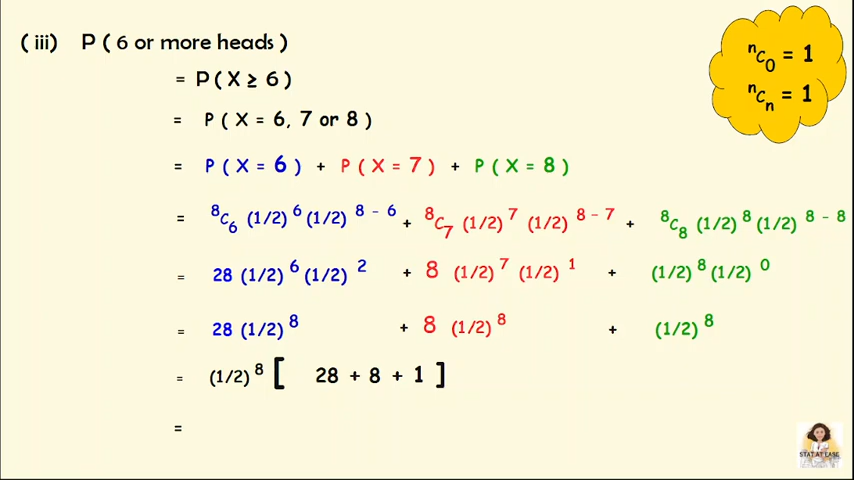 ( iii) P ( 6 or more heads )
ⁿC₀ = 1
ⁿCₙ = 1
= P ( X ≥ 6 )
= P ( X = 6, 7 or 8 )
= P ( X = 6 ) + P ( X = 7 ) + P ( X = 8 )
= ⁸C₆ (1/2) ⁶ (1/2) ⁸ ⁻ ⁶ + ⁸C₇ (1/2) ⁷ (1/2) ⁸ ⁻ ⁷ + ⁸C₈ (1/2) ⁸ (1/2) ⁸ ⁻ ⁸
= 28 (1/2) ⁶ (1/2) ² + 8 (1/2) ⁷ (1/2) ¹ + (1/2) ⁸ (1/2) ⁰
= 28 (1/2) ⁸ + 8 (1/2) ⁸ + (1/2) ⁸
= (1/2) ⁸ [ 28 + 8 + 1 ]
=
STAT AT EASE